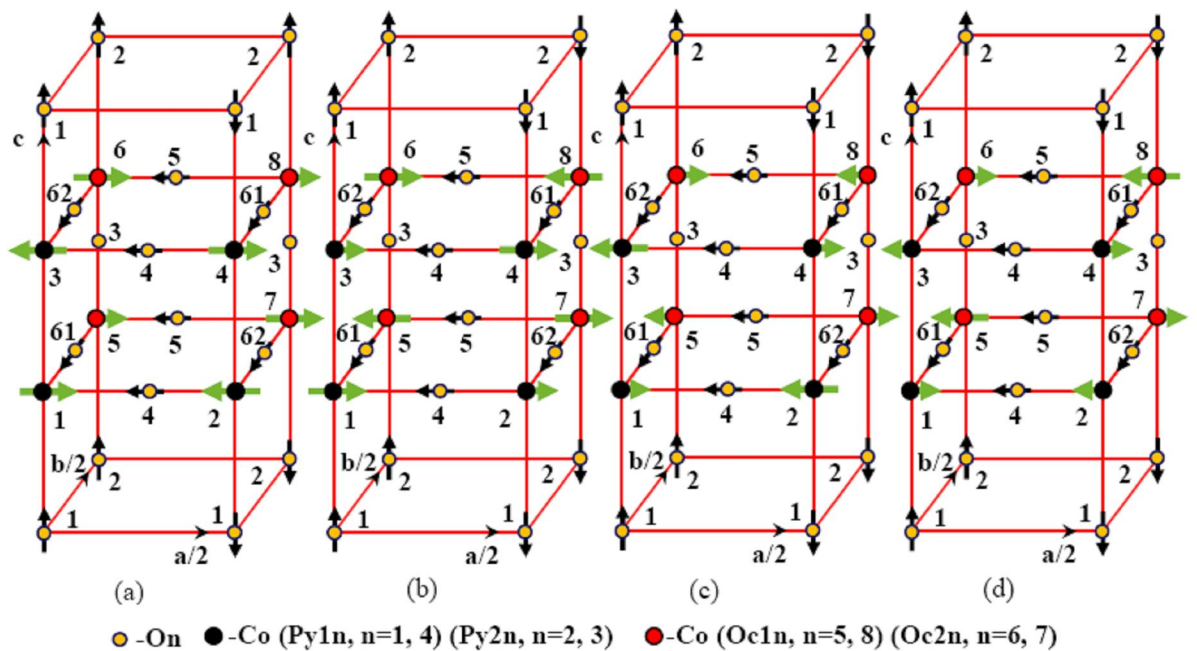 2 2 2 2 2 2 2 2
1 1 1 1 1 1 1 1
c c c c
6 5 8 6 5 8 6 5 8 6 5 8
62 61 62 61 62 61 62 61
3 3 3 3
3 4 4 3 3 4 4 3 3 4 4 3 3 4 4 3
7 7 7 7
61 62 61 62 61 62 61 62
5 5 5 5 5 5 5 5
1 4 2 1 4 2 1 4 2 1 4 2
b/2 b/2 b/2 b/2
2 2 2 2 2 2 2 2
1 1 1 1 1 1 1 1
a/2 a/2 a/2 a/2
(a) (b) (c) (d)
-On -Co (Py1n, n=1, 4) (Py2n, n=2, 3) -Co (Oc1n, n=5, 8) (Oc2n, n=6, 7)